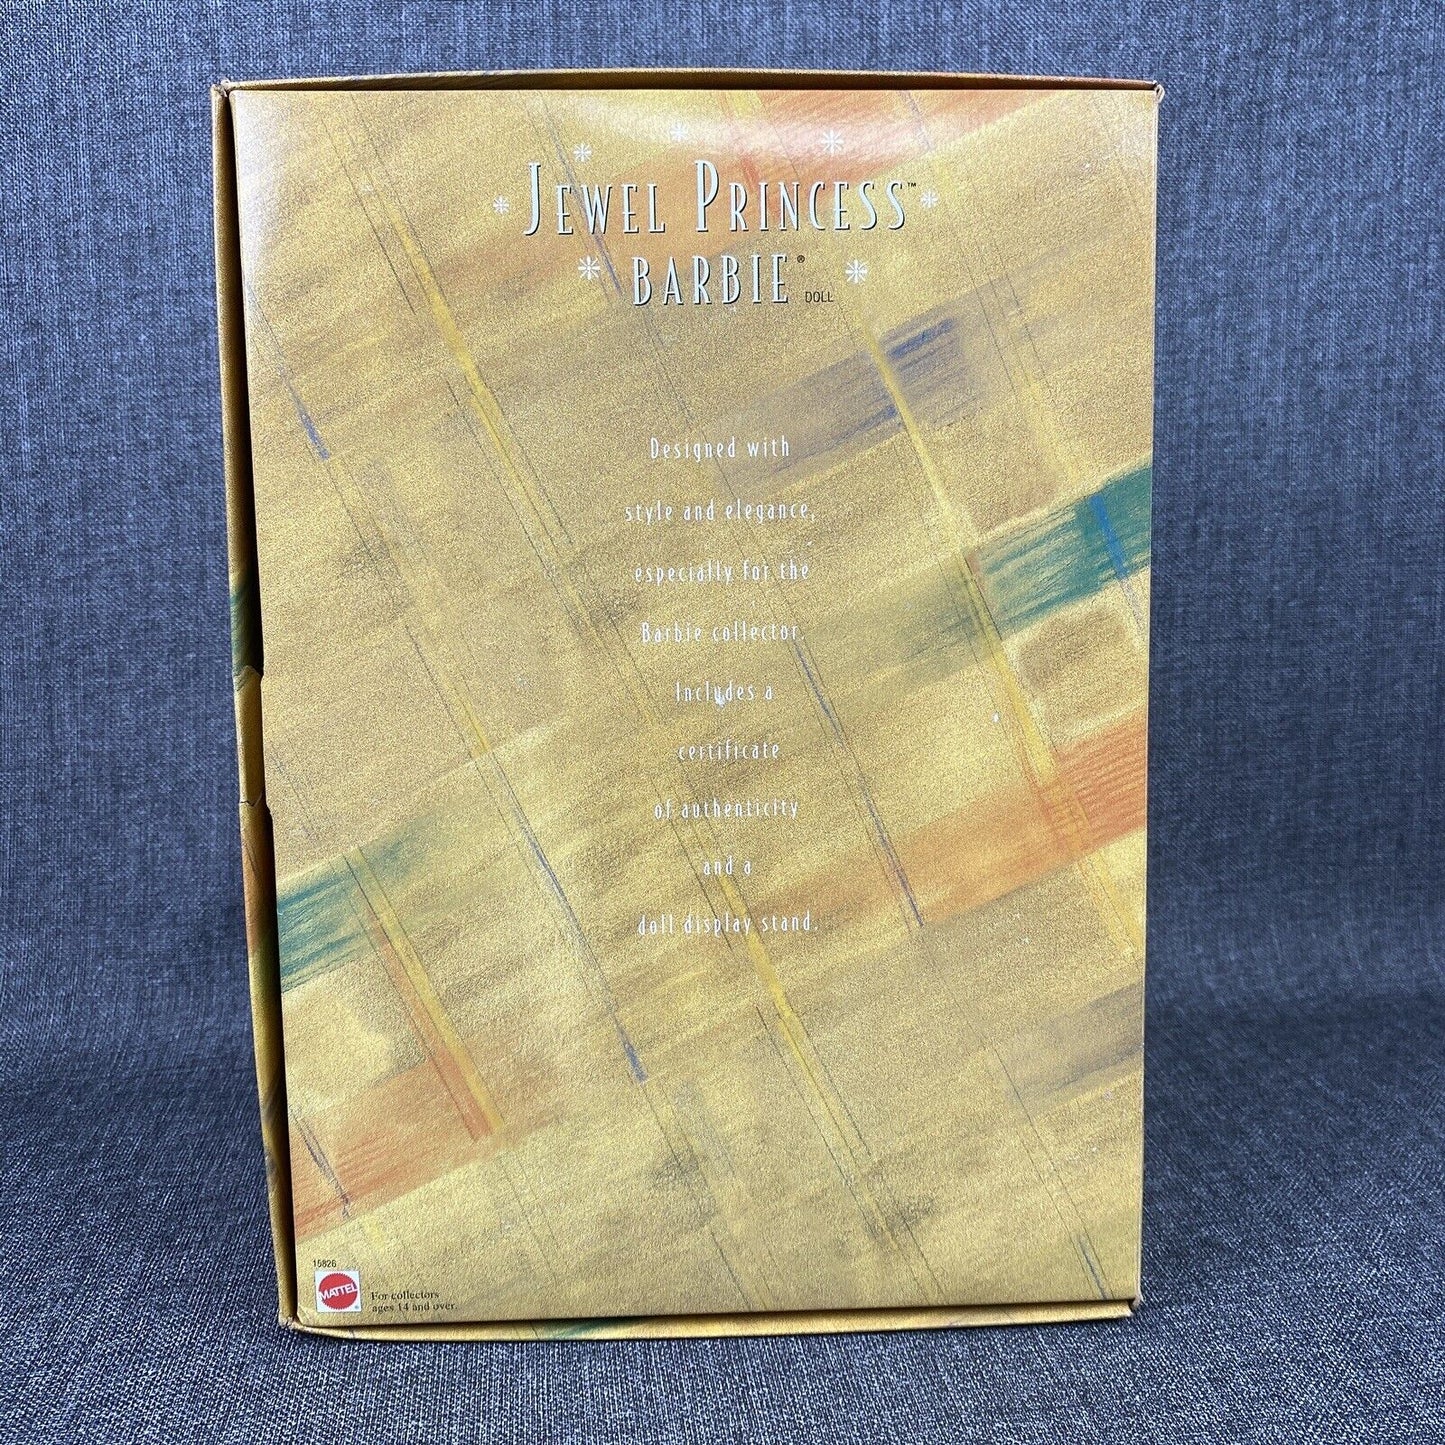 JEWEL PRINCESS™
BARBIE® DOLL
Designed with
style and elegance,
especially for the
Barbie collector.
Includes a
certificate
of authenticity
and a
doll display stand.
15826
MATTEL®
For collectors
ages 14 and over.